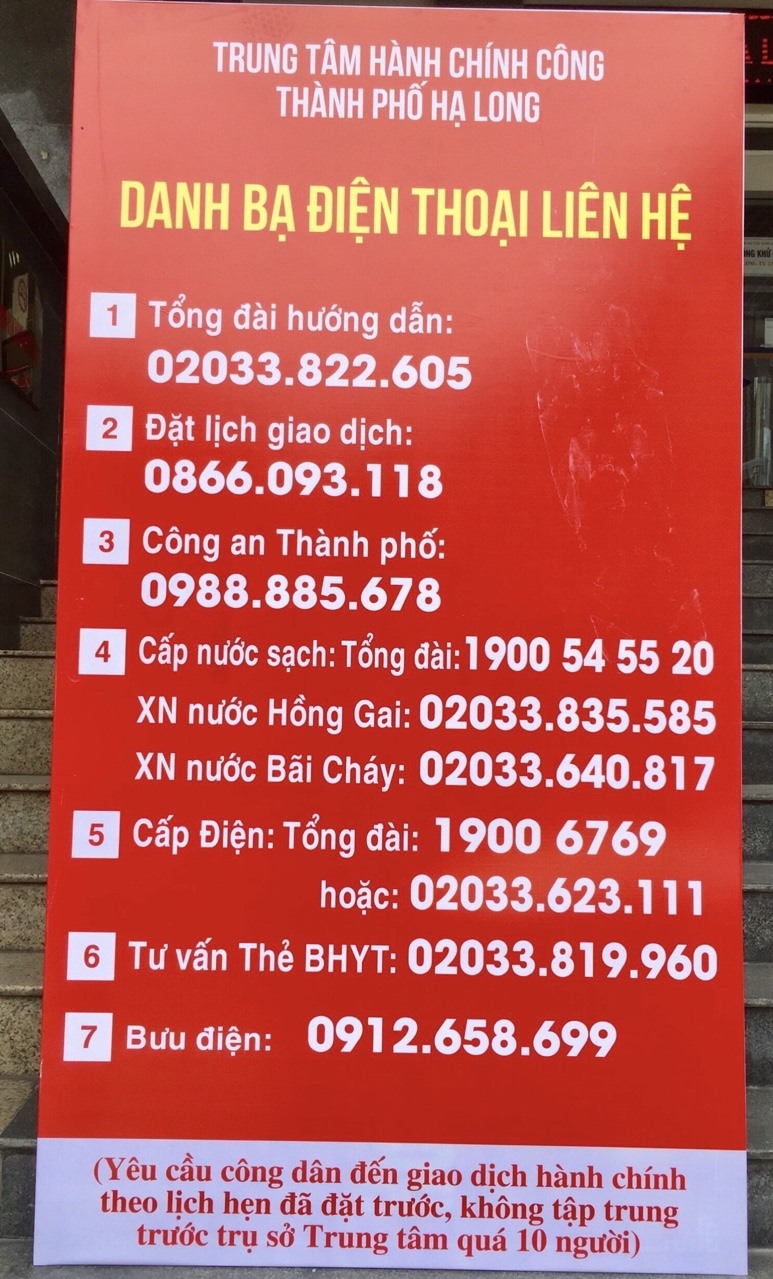 TRUNG TÂM HÀNH CHÍNH CÔNG
THÀNH PHỐ HẠ LONG
DANH BẠ ĐIỆN THOẠI LIÊN HỆ
1 Tổng đài hướng dẫn:
02033.822.605
2 Đặt lịch giao dịch:
0866.093.118
3 Công an Thành phố:
0988.885.678
4 Cấp nước sạch: Tổng đài: 1900 54 55 20
XN nước Hồng Gai: 02033.835.585
XN nước Bãi Cháy: 02033.640.817
5 Cấp Điện: Tổng đài: 1900 6769
hoặc: 02033.623.111
6 Tư vấn Thẻ BHYT: 02033.819.960
7 Bưu điện: 0912.658.699
(Yêu cầu công dân đến giao dịch hành chính
theo lịch hẹn đã đặt trước, không tập trung
trước trụ sở Trung tâm quá 10 người)